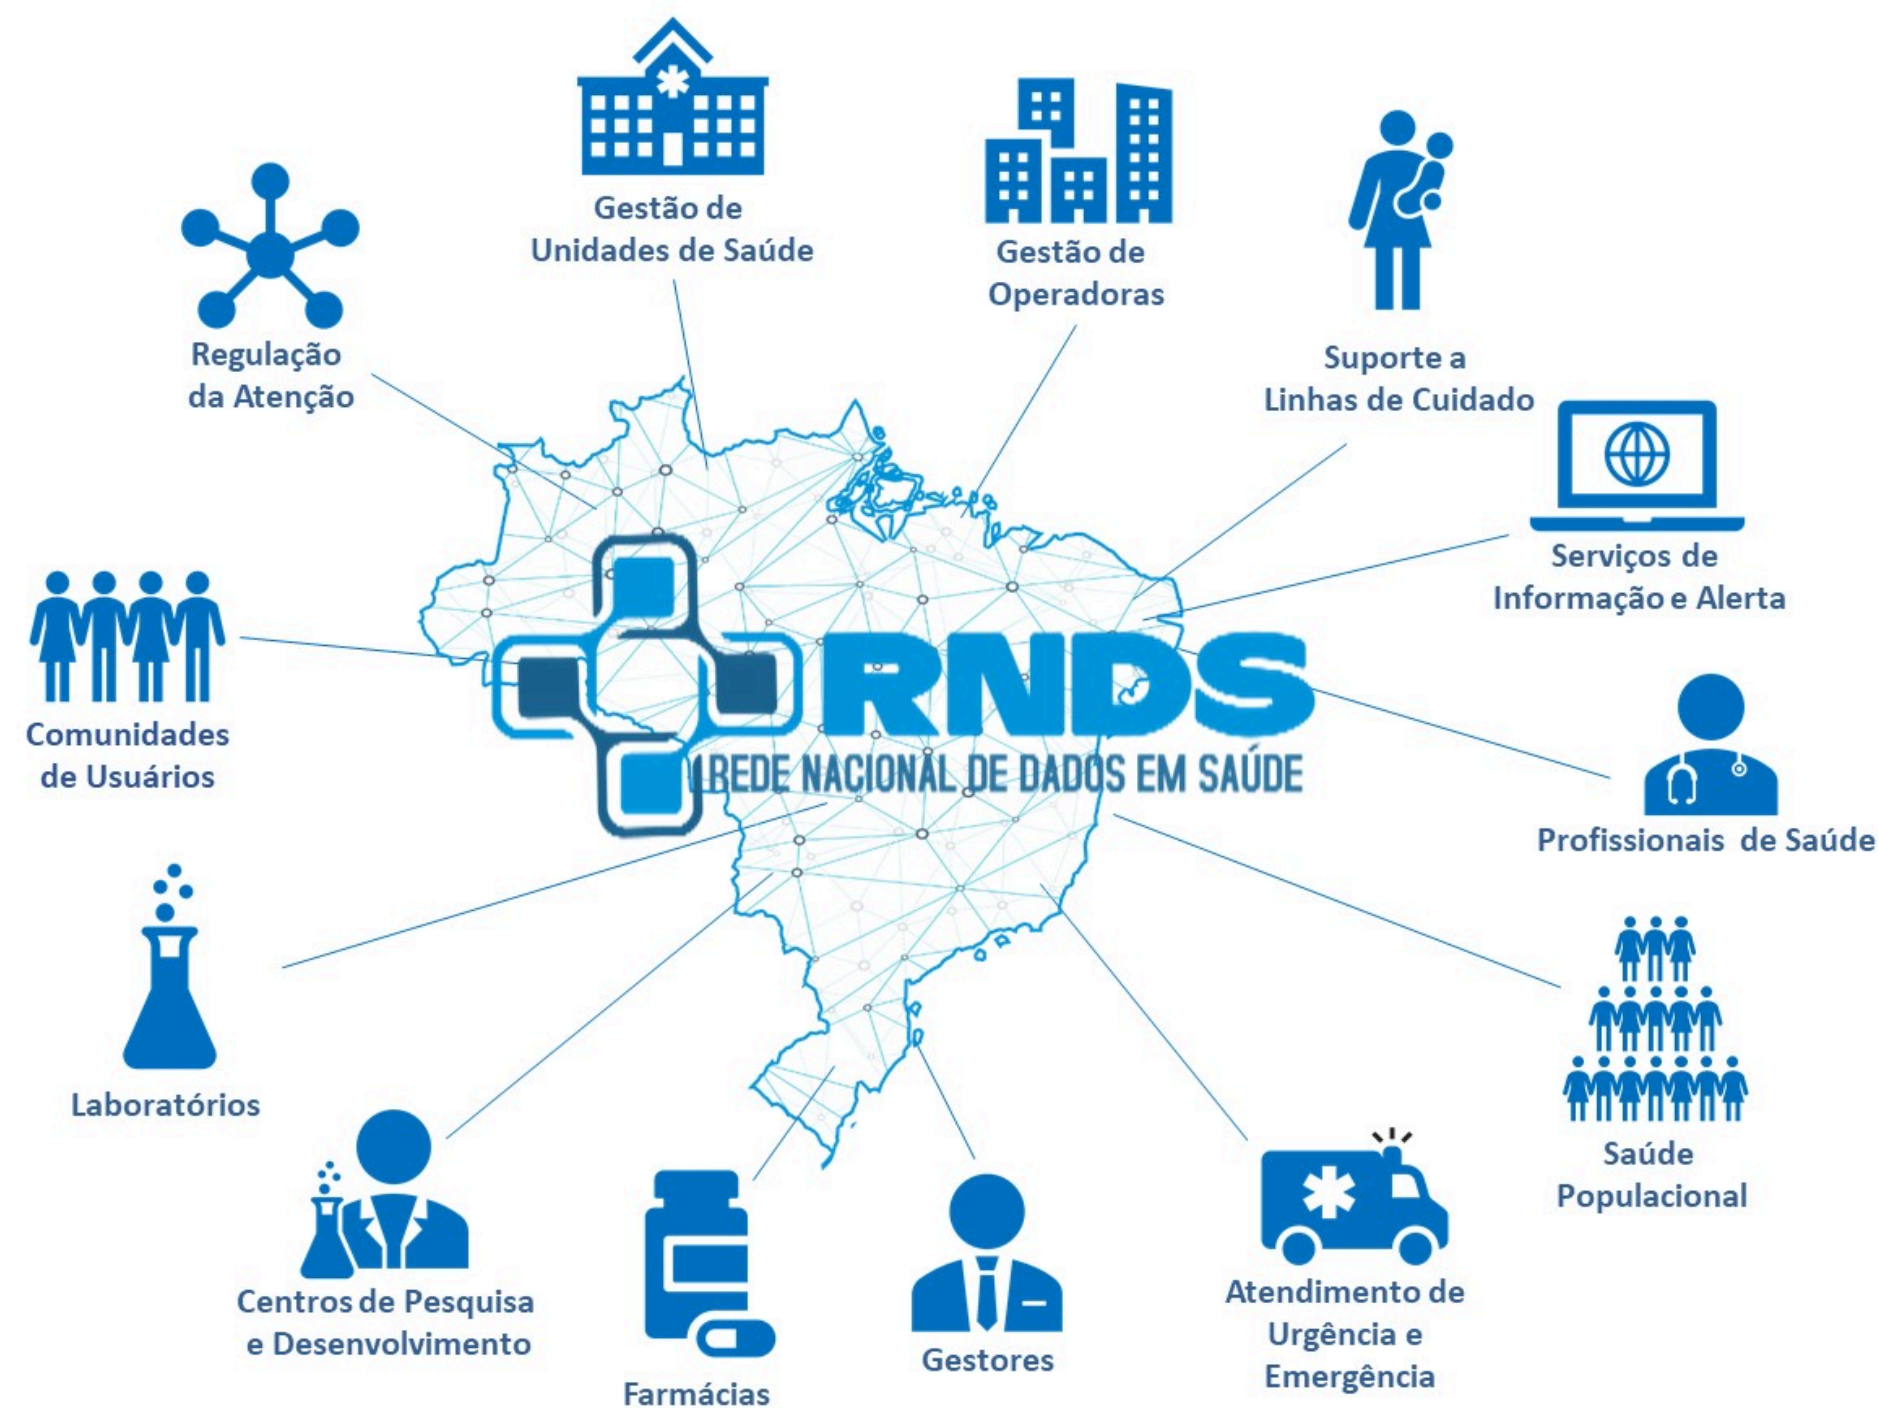 Gestão de
Unidades de Saúde
Gestão de
Operadoras
Regulação
da Atenção
Suporte a
Linhas de Cuidado
Serviços de
Informação e Alerta
Comunidades
de Usuários
RNDS
REDE NACIONAL DE DADOS EM SAÚDE
Profissionais de Saúde
Laboratórios
Saúde
Populacional
Centros de Pesquisa
e Desenvolvimento
Farmácias
Gestores
Atendimento de
Urgência e
Emergência